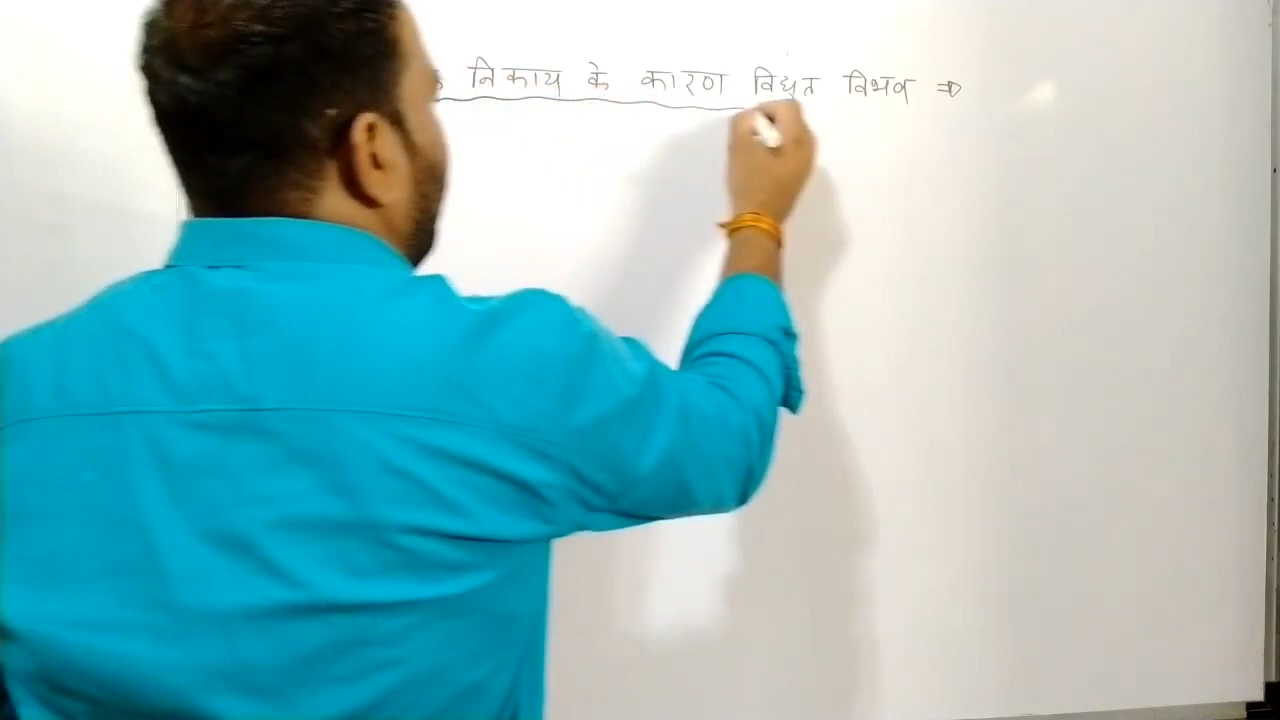 निकाय के कारण विद्युत विभव ⇒